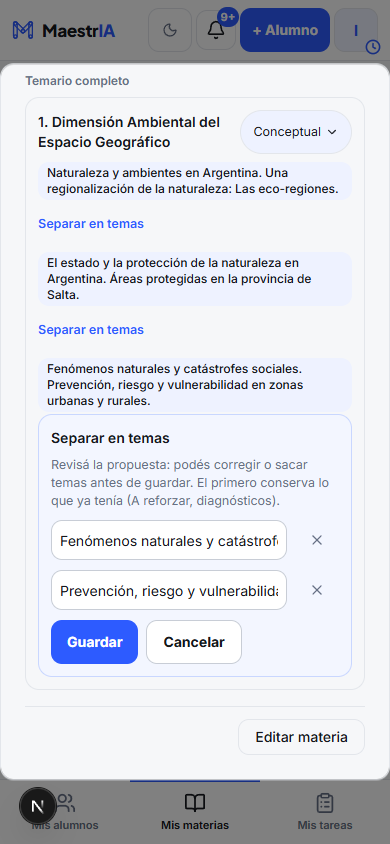 MaestrIA
9+
+ Alumno
I
Temario completo
1. Dimensión Ambiental del
Espacio Geográfico
Conceptual
Naturaleza y ambientes en Argentina. Una
regionalización de la naturaleza: Las eco-regiones.
Separar en temas
El estado y la protección de la naturaleza en
Argentina. Áreas protegidas en la provincia de
Salta.
Separar en temas
Fenómenos naturales y catástrofes sociales.
Prevención, riesgo y vulnerabilidad en zonas
urbanas y rurales.
Separar en temas
Revisá la propuesta: podés corregir o sacar
temas antes de guardar. El primero conserva lo
que ya tenía (A reforzar, diagnósticos).
Fenómenos naturales y catástrof
Prevención, riesgo y vulnerabilida
Guardar
Cancelar
Editar materia
N
Mis alumnos
Mis materias
Mis tareas